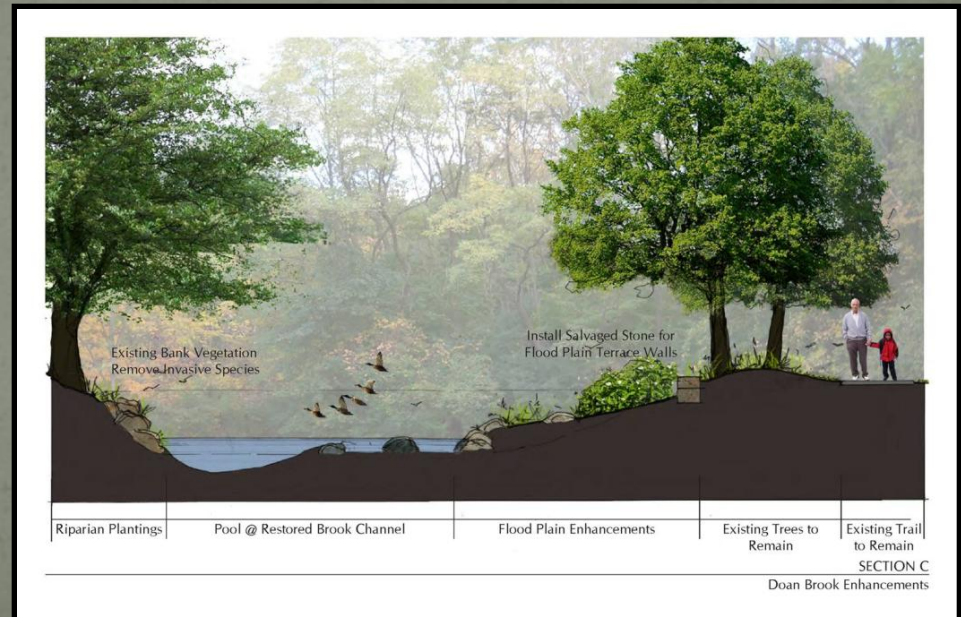 Existing Bank Vegetation
Remove Invasive Species
Install Salvaged Stone for
Flood Plain Terrace Walls
Riparian Plantings
Pool @ Restored Brook Channel
Flood Plain Enhancements
Existing Trees to
Remain
Existing Trail
to Remain
SECTION C
Doan Brook Enhancements